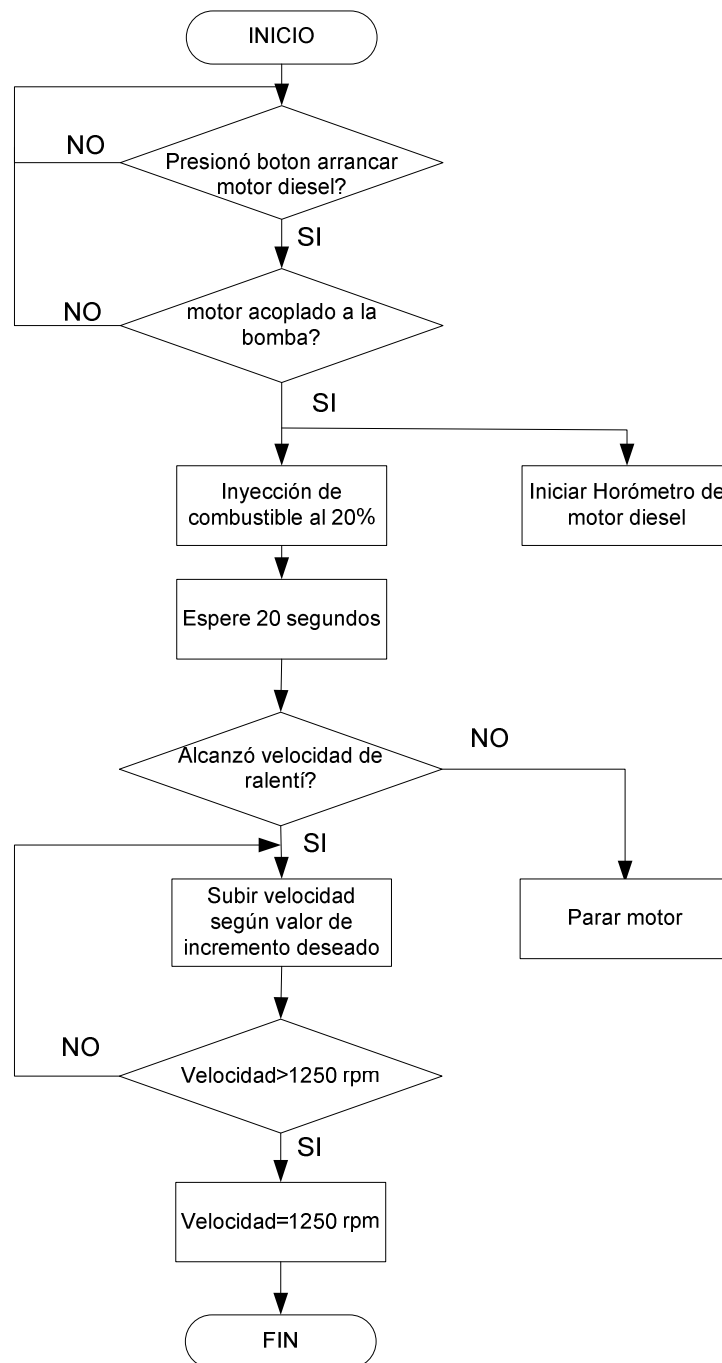 INICIO
NO
Presionó boton arrancar
motor diesel?
SI
NO
motor acoplado a la
bomba?
SI
Inyección de
combustible al 20%
Iniciar Horómetro de
motor diesel
Espere 20 segundos
Alcanzó velocidad de
ralentí?
NO
SI
Subir velocidad
según valor de
incremento deseado
Parar motor
NO
Velocidad>1250 rpm
SI
Velocidad=1250 rpm
FIN